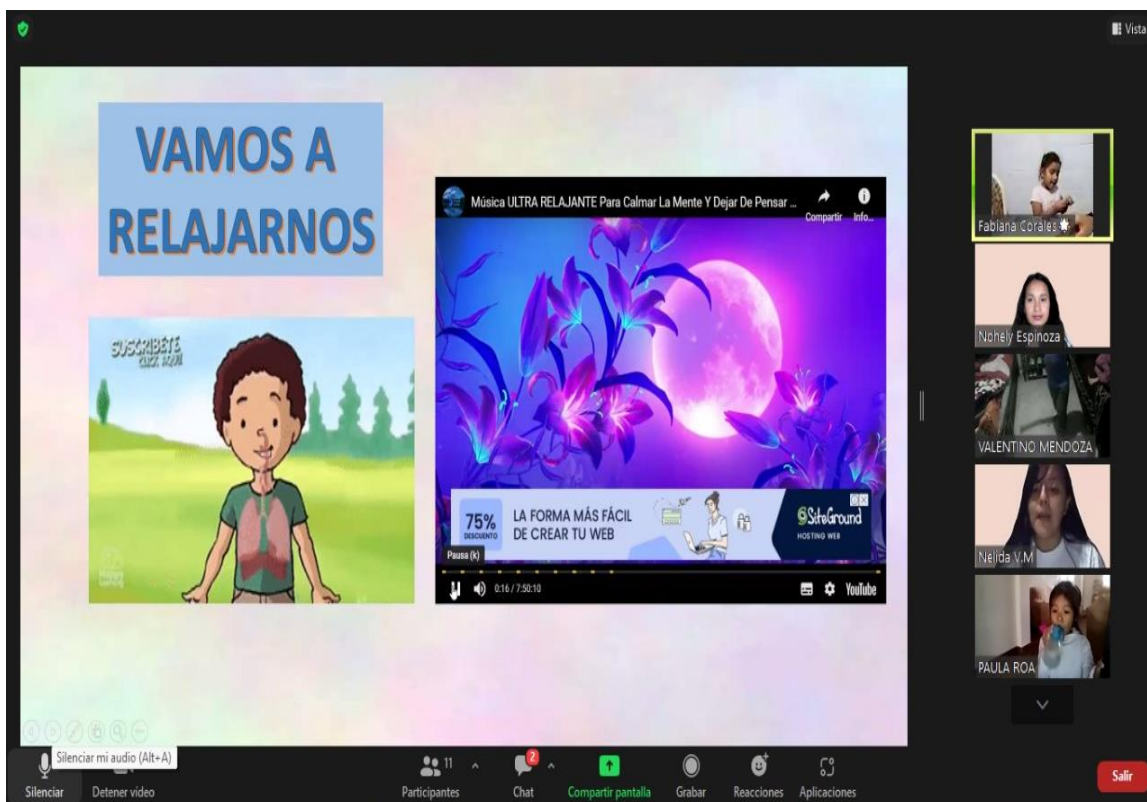 Vista
VAMOS A
RELAJARNOS
Música ULTRA RELAJANTE Para Calmar La Mente Y Dejar De Pensar ...
Compartir
Info...
SUSCRIBETE
CLICK AQUI
75%
DESCUENTO
LA FORMA MÁS FÁCIL
DE CREAR TU WEB
SiteGround
HOSTING WEB
Pausa (k)
0:16 / 7:50:10
YouTube
Fabiana Corales
Nohely Espinoza
VALENTINO MENDOZA
Nelida V.M
PAULA ROA
Silenciar mi audio (Alt+A)
Silenciar
Detener vídeo
11
Participantes
2
Chat
Compartir pantalla
Grabar
Reacciones
Aplicaciones
Salir